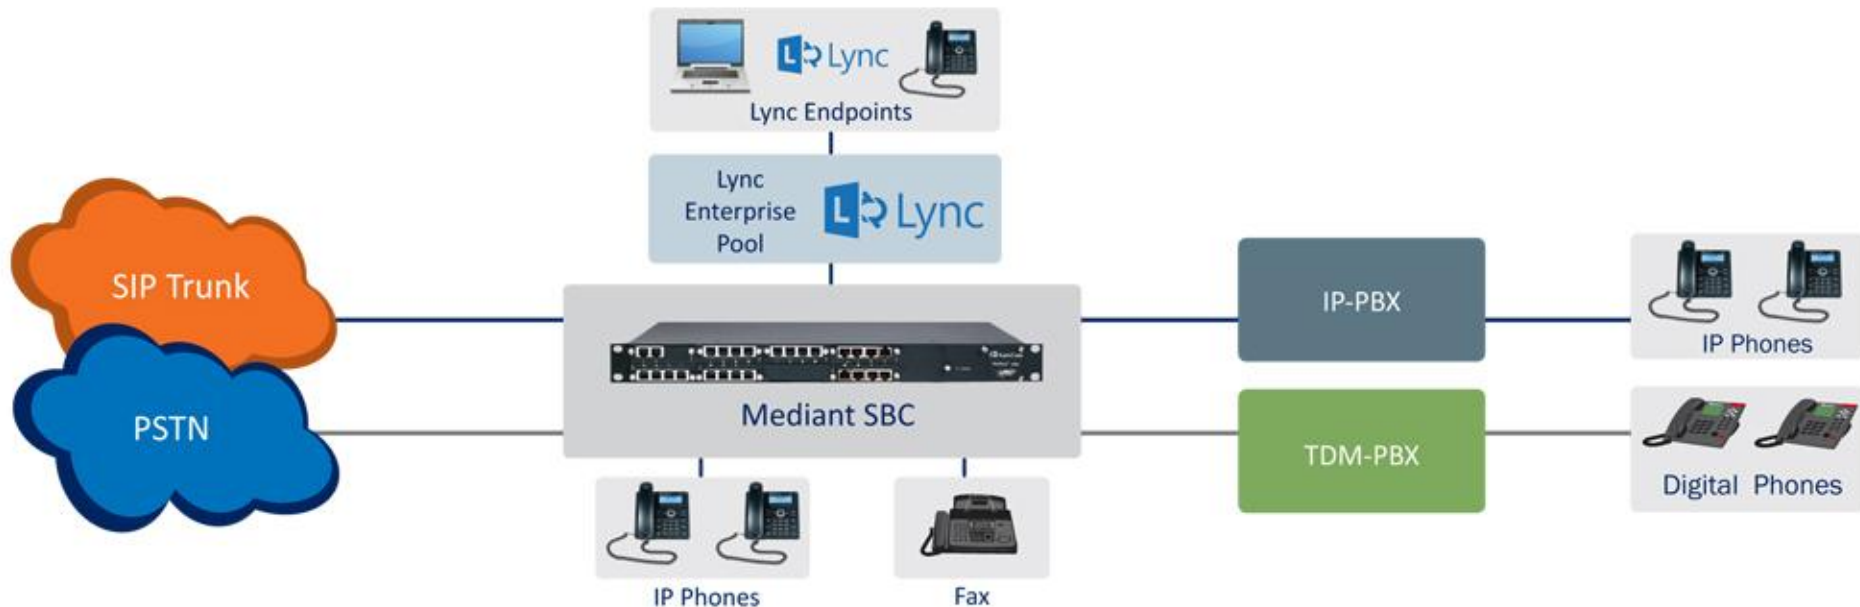 Lync
Lync Endpoints
Lync
Enterprise
Pool
Lync
SIP Trunk
PSTN
Mediant SBC
IP-PBX
IP Phones
TDM-PBX
Digital Phones
IP Phones
Fax